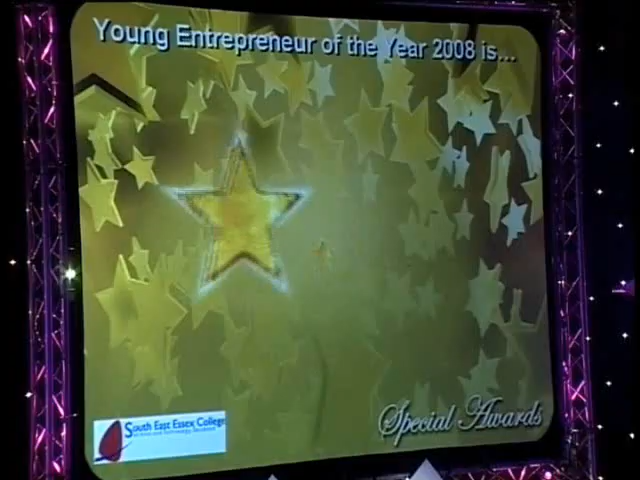 Young Entrepreneur of the Year 2008 is...
South East Essex College
Special Awards